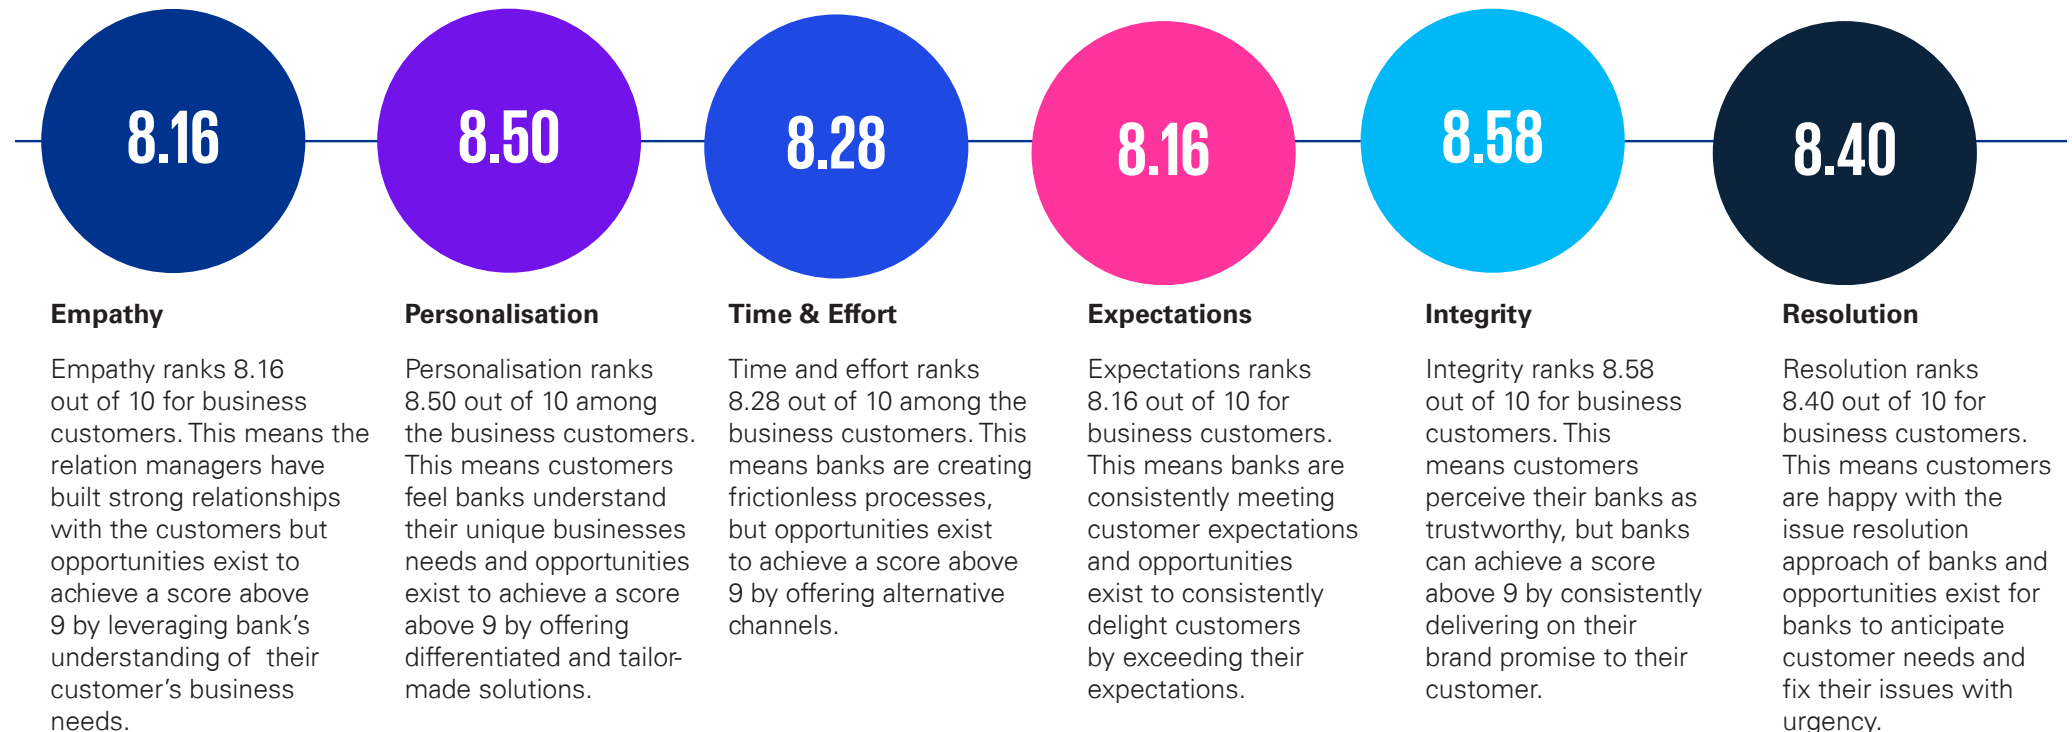 8.16
8.50
8.28
8.16
8.58
8.40
Empathy
Empathy ranks 8.16
out of 10 for business
customers. This means the
relation managers have
built strong relationships
with the customers but
opportunities exist to
achieve a score above
9 by leveraging bank’s
understanding of their
customer’s business
needs.
Personalisation
Personalisation ranks
8.50 out of 10 among
the business customers.
This means customers
feel banks understand
their unique businesses
needs and opportunities
exist to achieve a score
above 9 by offering
differentiated and tailor-
made solutions.
Time & Effort
Time and effort ranks
8.28 out of 10 among the
business customers. This
means banks are creating
frictionless processes,
but opportunities exist
to achieve a score above
9 by offering alternative
channels.
Expectations
Expectations ranks
8.16 out of 10 for
business customers.
This means banks are
consistently meeting
customer expectations
and opportunities
exist to consistently
delight customers
by exceeding their
expectations.
Integrity
Integrity ranks 8.58
out of 10 for business
customers. This
means customers
perceive their banks as
trustworthy, but banks
can achieve a score
above 9 by consistently
delivering on their
brand promise to their
customer.
Resolution
Resolution ranks
8.40 out of 10 for
business customers.
This means customers
are happy with the
issue resolution
approach of banks and
opportunities exist for
banks to anticipate
customer needs and
fix their issues with
urgency.